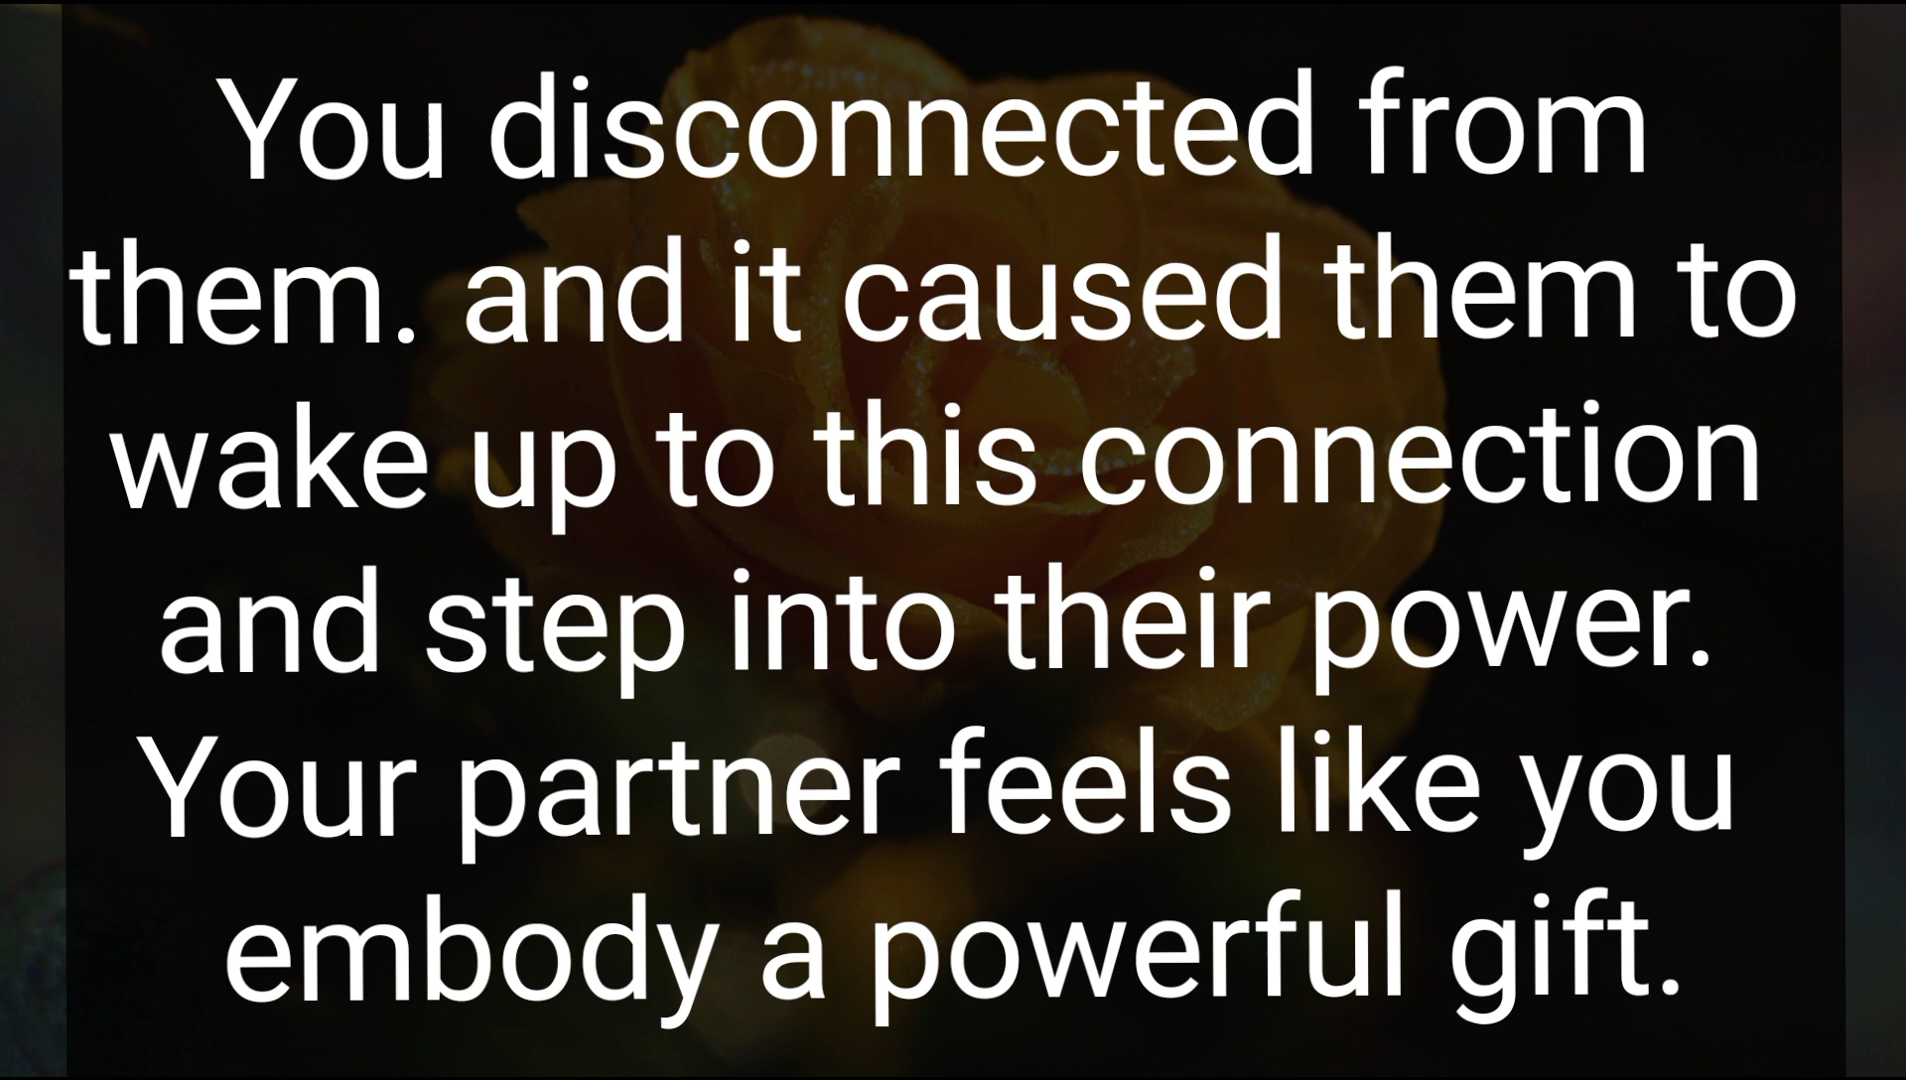 You disconnected from
them. and it caused them to
wake up to this connection
and step into their power.
Your partner feels like you
embody a powerful gift.